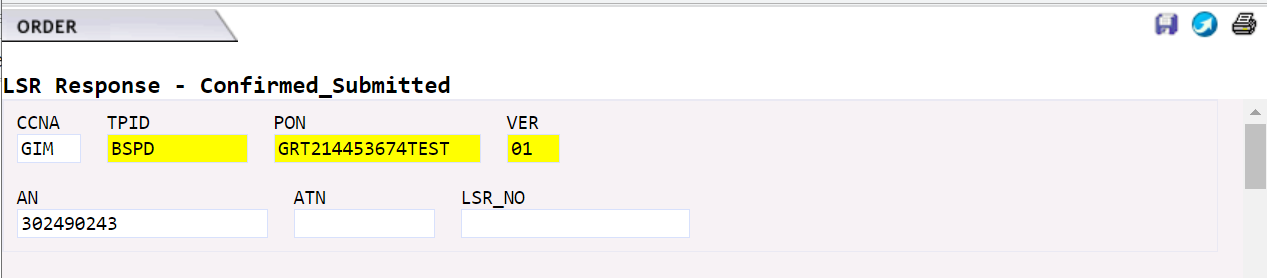 ORDER
LSR Response - Confirmed_Submitted
CCNA TPID PON VER
GIM BSPD GRT214453674TEST 01
AN ATN LSR_NO
302490243